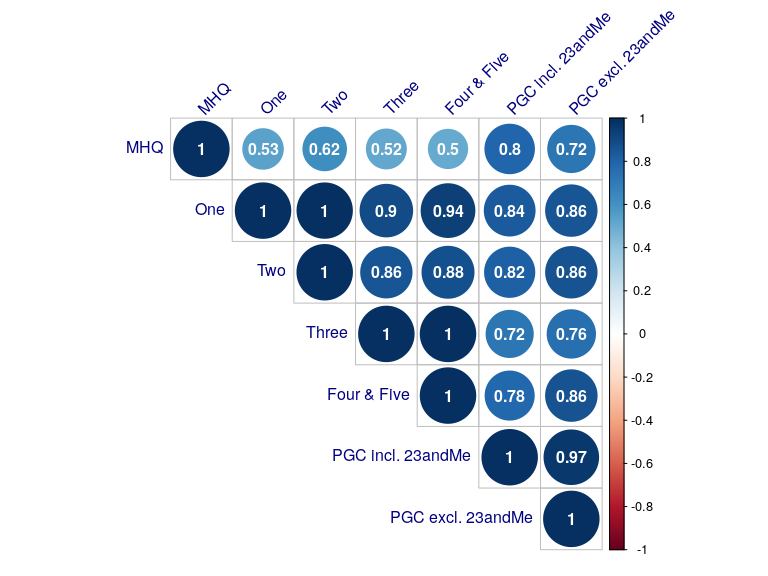 MHQ
One
Two
Three
Four & Five
PGC incl. 23andMe
PGC excl. 23andMe
MHQ 1 0.53 0.62 0.52 0.5 0.8 0.72
One 1 1 0.9 0.94 0.84 0.86
Two 1 0.86 0.88 0.82 0.86
Three 1 1 0.72 0.76
Four & Five 1 0.78 0.86
PGC incl. 23andMe 1 0.97
PGC excl. 23andMe 1
1
0.8
0.6
0.4
0.2
0
-0.2
-0.4
-0.6
-0.8
-1